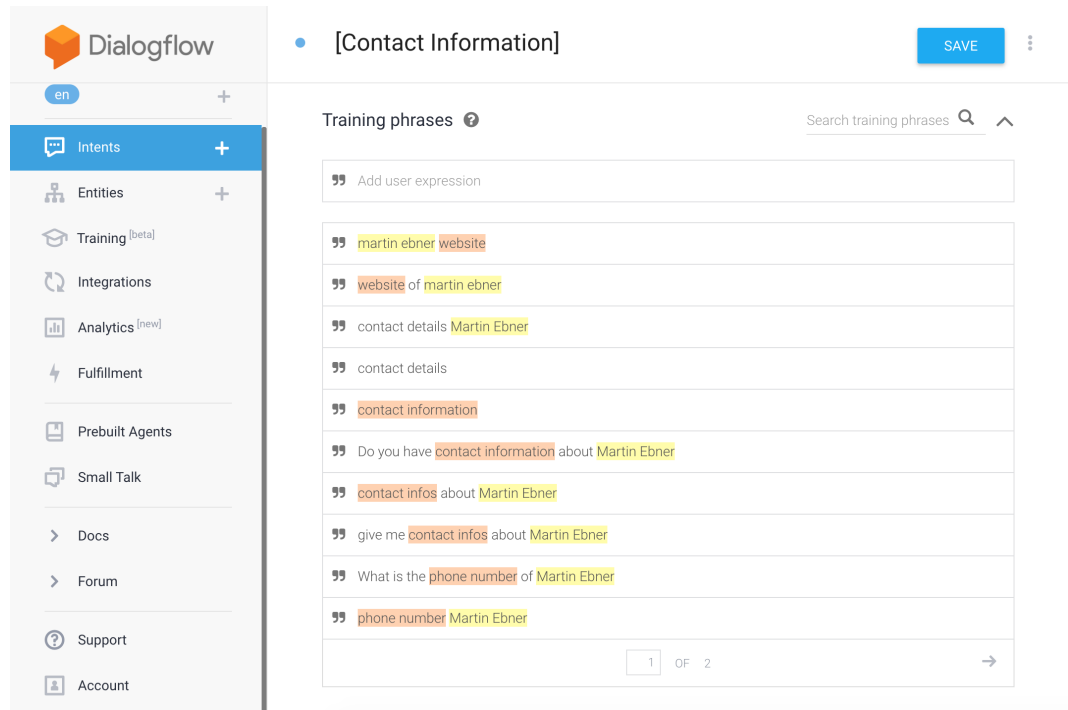 Dialogflow
en
Intents
Entities
Training [beta]
Integrations
Analytics [new]
Fulfillment
Prebuilt Agents
Small Talk
Docs
Forum
Support
Account
[Contact Information]
SAVE
Training phrases
Search training phrases
Add user expression
martin ebner website
website of martin ebner
contact details Martin Ebner
contact details
contact information
Do you have contact information about Martin Ebner
contact infos about Martin Ebner
give me contact infos about Martin Ebner
What is the phone number of Martin Ebner
phone number Martin Ebner
1 OF 2